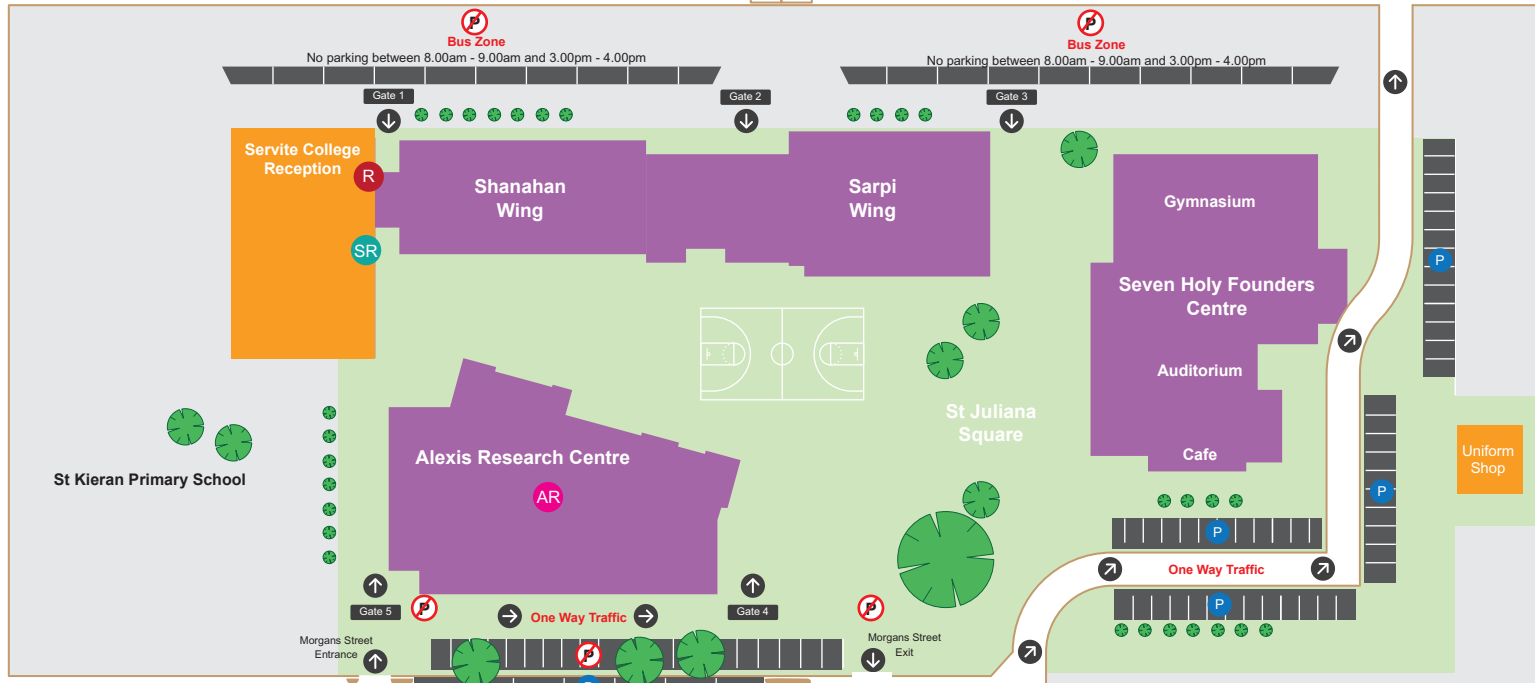 P
Bus Zone
No parking between 8.00am - 9.00am and 3.00pm - 4.00pm
P
Bus Zone
No parking between 8.00am - 9.00am and 3.00pm - 4.00pm
Gate 1
Gate 2
Gate 3
Servite College
Reception
R
SR
Shanahan
Wing
Sarpi
Wing
Gymnasium
Seven Holy Founders
Centre
Auditorium
Cafe
P
St Juliana
Square
Alexis Research Centre
AR
St Kieran Primary School
Uniform
Shop
P
P
One Way Traffic
P
Gate 5
P
One Way Traffic
Gate 4
P
Morgans Street
Entrance
P
Morgans Street
Exit
P